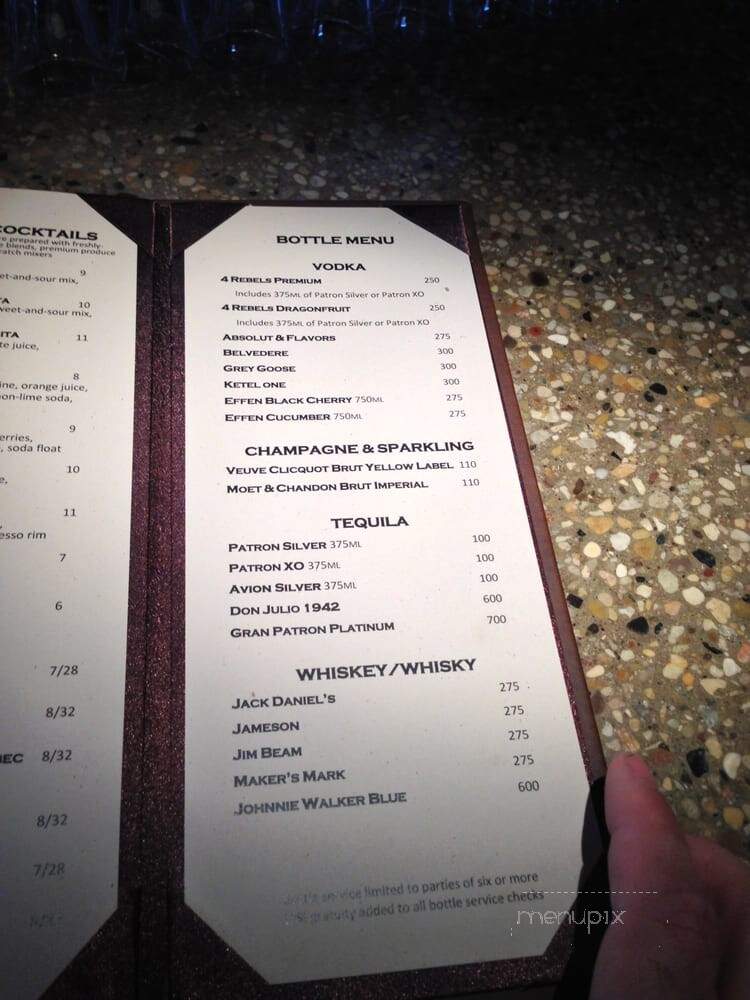 COCKTAILS
re prepared with freshly-
e blends, premium produce
ratch mixers
9
et-and-sour mix,
TA 10
weet-and-sour mix,
ITA 11
te juice,
8
ine, orange juice,
on-lime soda,
9
erries,
, soda float
10
e,
11
esso rim
7
6
7/28
8/32
BEC 8/32
8/32
7/28
BOTTLE MENU
VODKA
4 REBELS PREMIUM 250
Includes 375ML of Patron Silver or Patron XO
4 REBELS DRAGONFRUIT 250
Includes 375ML of Patron Silver or Patron XO
ABSOLUT & FLAVORS 275
BELVEDERE 300
GREY GOOSE 300
KETEL ONE 300
EFFEN BLACK CHERRY 750ML 275
EFFEN CUCUMBER 750ML 275
CHAMPAGNE & SPARKLING
VEUVE CLICQUOT BRUT YELLOW LABEL 110
MOET & CHANDON BRUT IMPERIAL 110
TEQUILA
PATRON SILVER 375ML 100
PATRON XO 375ML 100
AVION SILVER 375ML 100
DON JULIO 1942 600
GRAN PATRON PLATINUM 700
WHISKEY/WHISKY
JACK DANIEL'S 275
JAMESON 275
JIM BEAM 275
MAKER'S MARK 275
JOHNNIE WALKER BLUE 600
service limited to parties of six or more
gratuity added to all bottle service checks
menupix